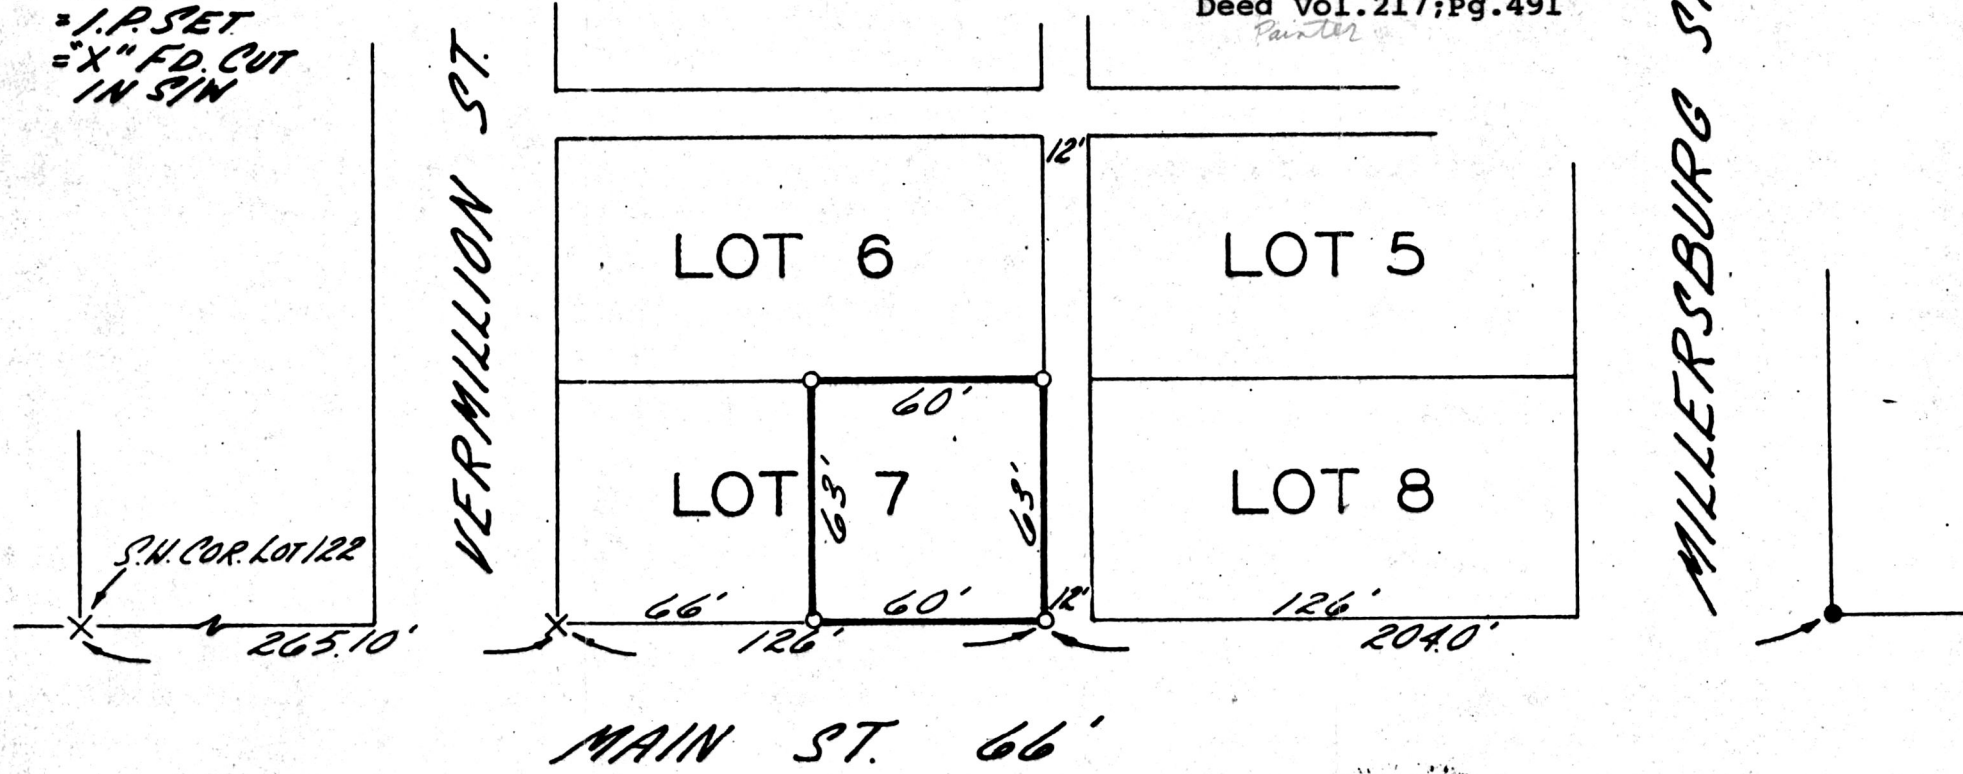 = I.P. SET
= "X" FD. CUT
IN S/W
Deed Vol.217;Pg.491
Painter
VERMILLION ST.
MILLERSBURG
12'
LOT 6
LOT 5
60'
LOT 7
63'
63'
LOT 8
S.W. COR. LOT 122
66'
60'
12'
126'
265.10'
126'
204.0'
MAIN ST. 66'